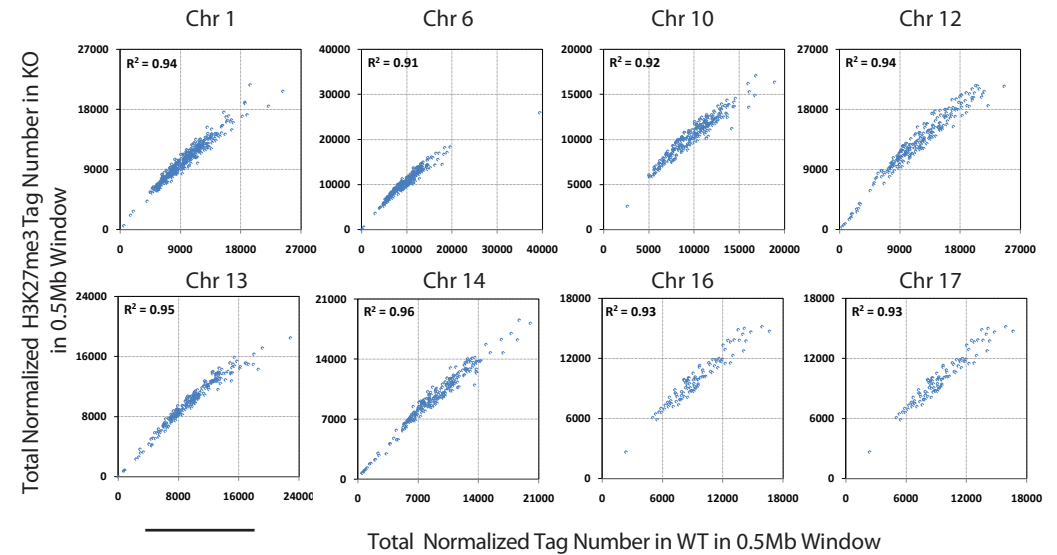 Chr 1 Chr 6 Chr 10 Chr 12
27000 40000 20000 27000
R² = 0.94 R² = 0.91 R² = 0.92 R² = 0.94
18000 30000 15000 18000
20000 10000
9000 10000 5000 9000
0 0 0 0
0 9000 18000 27000 0 10000 20000 30000 40000 0 5000 10000 15000 20000 0 9000 18000 27000
Total Normalized H3K27me3 Tag Number in KO
in 0.5Mb Window
Chr 13 Chr 14 Chr 16 Chr 17
24000 21000 18000 18000
R² = 0.95 R² = 0.96 R² = 0.93 R² = 0.93
16000 14000 12000 12000
8000 7000 6000 6000
0 0 0 0
0 8000 16000 24000 0 7000 14000 21000 0 6000 12000 18000 0 6000 12000 18000
Total Normalized Tag Number in WT in 0.5Mb Window